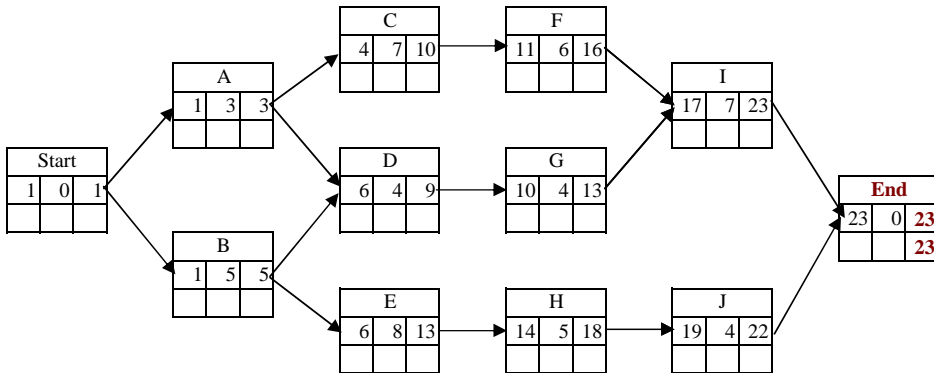 C
4 7 10
F
11 6 16
A
1 3 3
I
17 7 23
Start
1 0 1
D
6 4 9
G
10 4 13
End
23 0 23
23
B
1 5 5
E
6 8 13
H
14 5 18
J
19 4 22